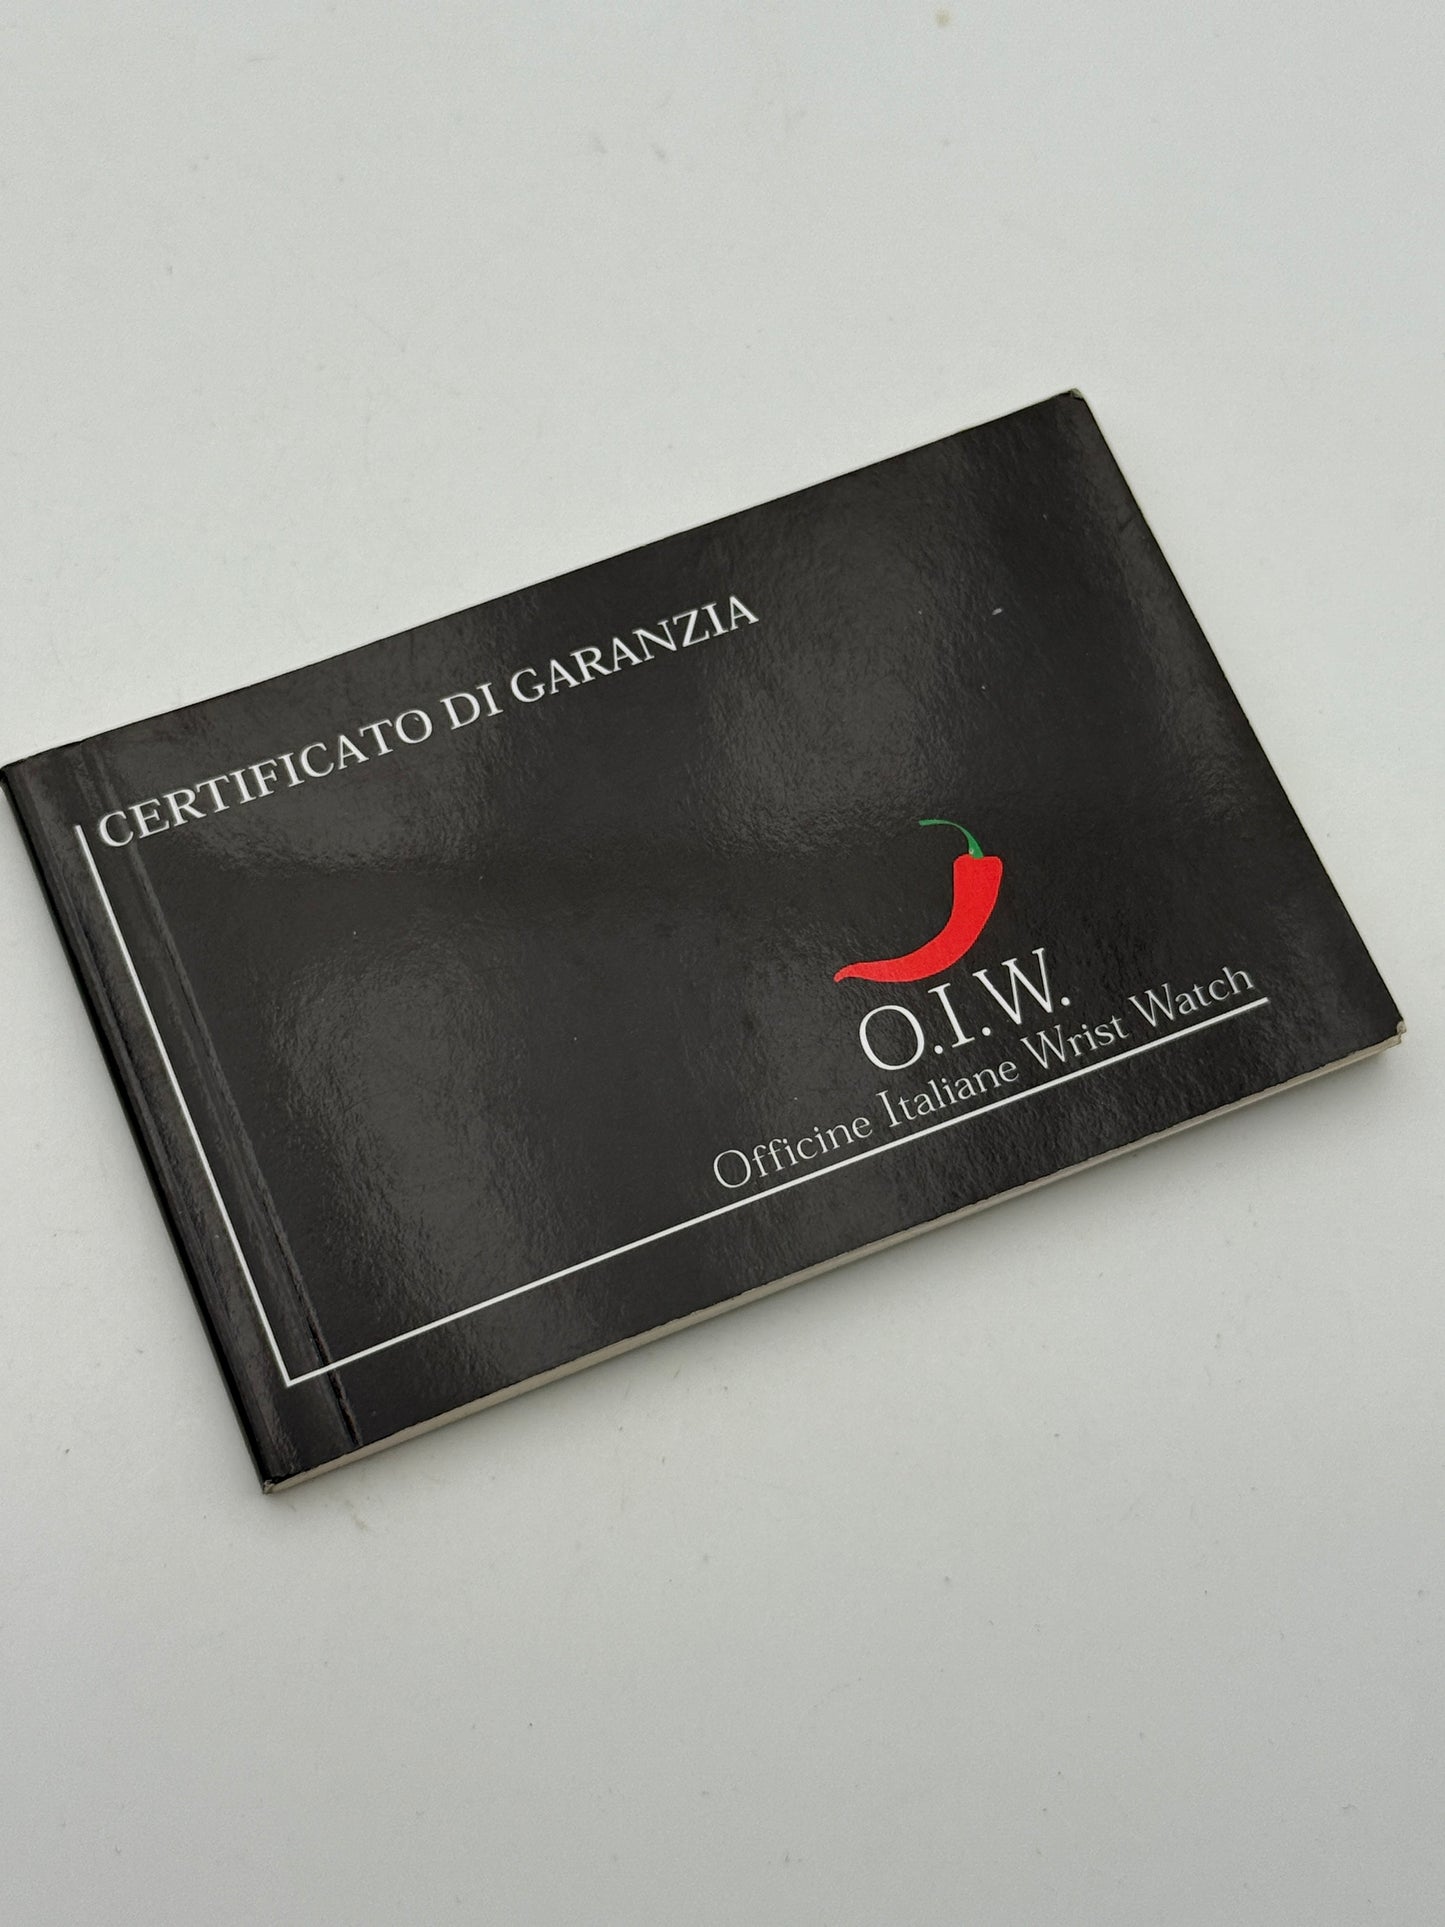 CERTIFICATO DI GARANZIA
O.I.W.
Officine Italiane Wrist Watch